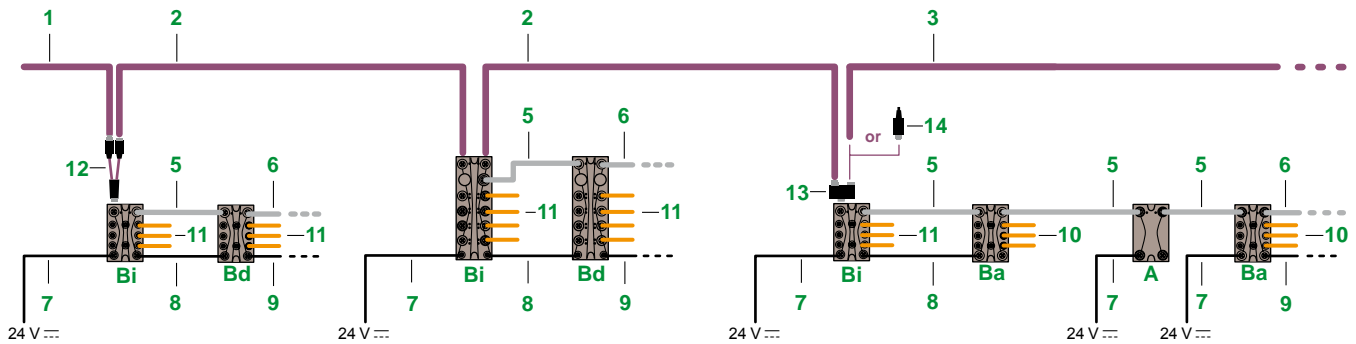 1 2 2 3
5 6 or 14
12 5 6 13 5 5 5 6
11 11 11 11 11 10 10
Bi Bd Bi Bd Bi Ba A Ba
7 8 9 7 8 9 7 8 7 7 9
24 V ⎓ 24 V ⎓ 24 V ⎓ 24 V ⎓ 24 V ⎓